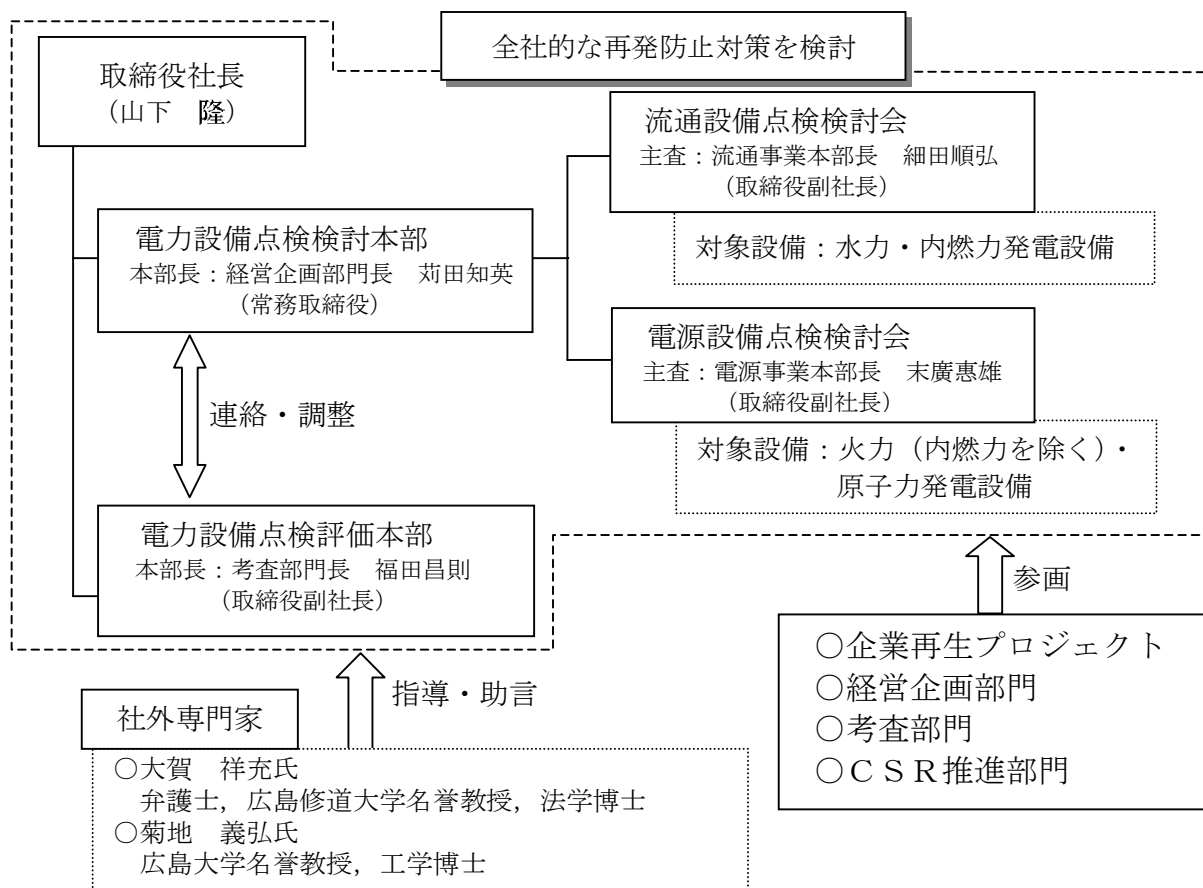 全社的な再発防止対策を検討
取締役社長
（山下　隆）
流通設備点検検討会
主査：流通事業本部長　細田順弘
（取締役副社長）
対象設備：水力・内燃力発電設備
電力設備点検検討本部
本部長：経営企画部門長　苅田知英
（常務取締役）
電源設備点検検討会
主査：電源事業本部長　末廣惠雄
（取締役副社長）
対象設備：火力（内燃力を除く）・
原子力発電設備
連絡・調整
電力設備点検評価本部
本部長：考査部門長　福田昌則
（取締役副社長）
参画
○企業再生プロジェクト
○経営企画部門
○考査部門
○ＣＳＲ推進部門
指導・助言
社外専門家
○大賀　祥充氏
弁護士，広島修道大学名誉教授，法学博士
○菊地　義弘氏
広島大学名誉教授，工学博士